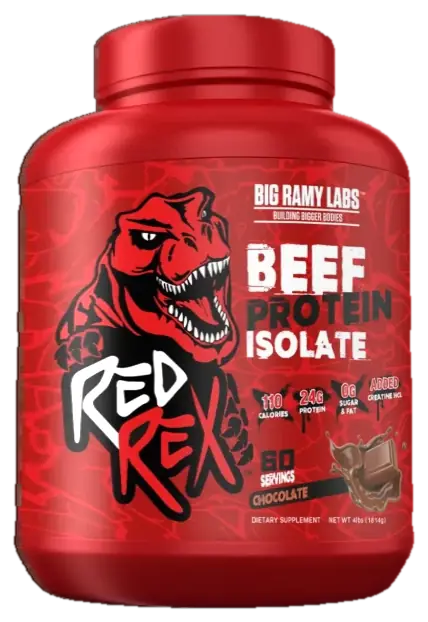 BIG RAMY LABS™
BUILDING BIGGER BODIES
BEEF
PROTEIN
ISOLATE
RED
REX
110
CALORIES
24G
PROTEIN
0G
SUGAR
& FAT
ADDED
CREATINE HCL
60
SERVINGS
CHOCOLATE
DIETARY SUPPLEMENT NET WT 4lbs (1814g)